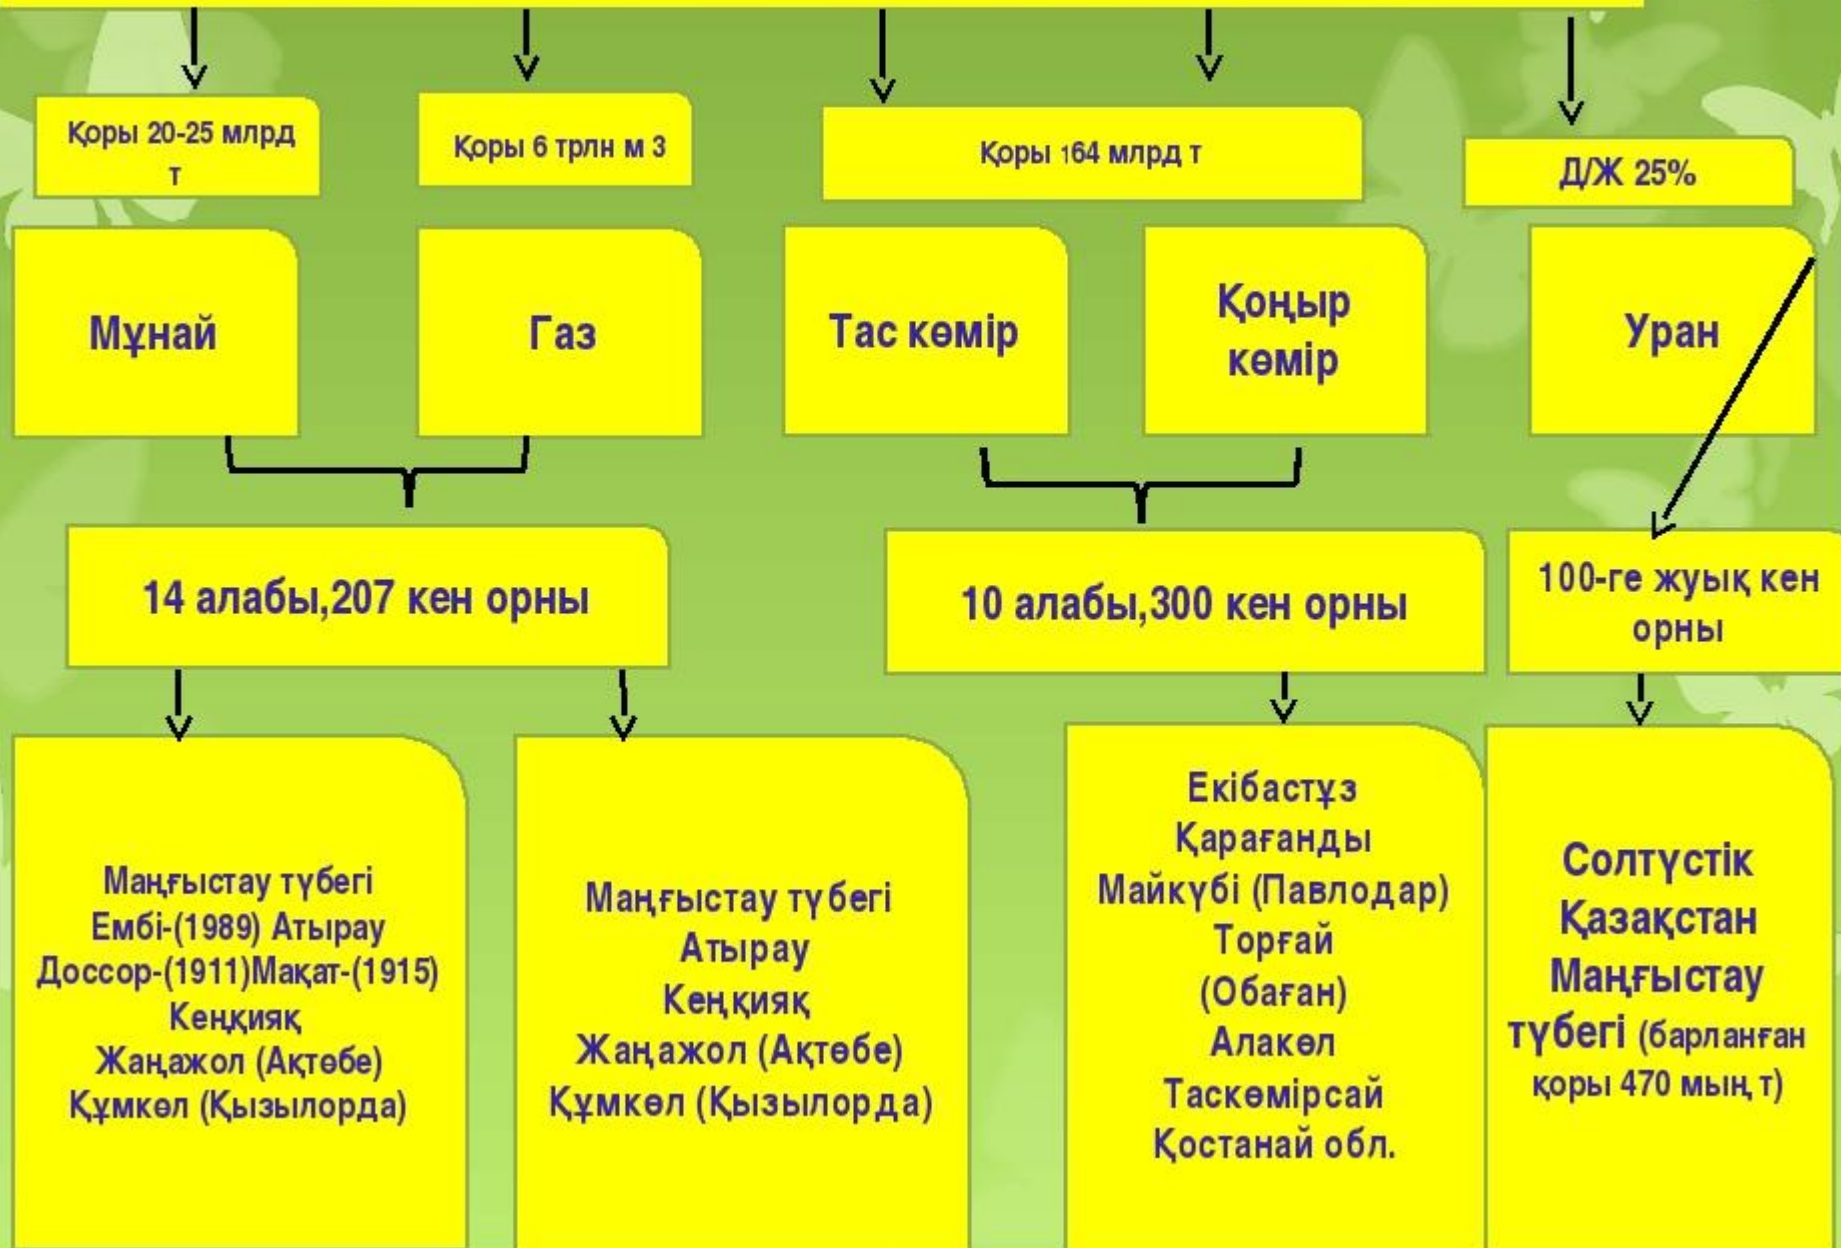 Қоры 20-25 млрд
т
Қоры 6 трлн м 3
Қоры 164 млрд т
Д/Ж 25%
Мұнай
Газ
Тас көмір
Қоңыр
көмір
Уран
14 алабы,207 кен орны
10 алабы,300 кен орны
100-ге жуық кен
орны
Маңғыстау түбегі
Ембі-(1989) Атырау
Доссор-(1911)Мақат-(1915)
Кеңқияқ
Жаңажол (Ақтөбе)
Құмкөл (Қызылорда)
Маңғыстау түбегі
Атырау
Кеңқияқ
Жаңажол (Ақтөбе)
Құмкөл (Қызылорда)
Екібастұз
Қарағанды
Майкүбі (Павлодар)
Торғай
(Обаған)
Алакөл
Таскөмірсай
Қостанай обл.
Солтүстік
Қазақстан
Маңғыстау
түбегі (барланған
қоры 470 мың т)